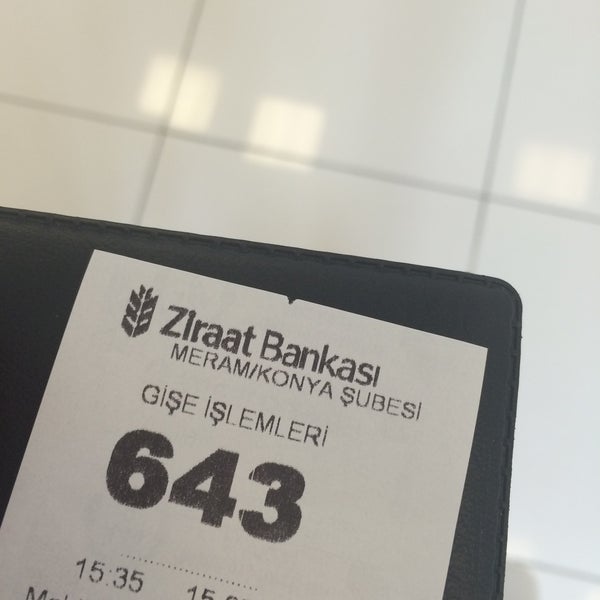 Ziraat Bankası
MERAM/KONYA ŞUBESİ
GİŞE İŞLEMLERİ
643
15:35